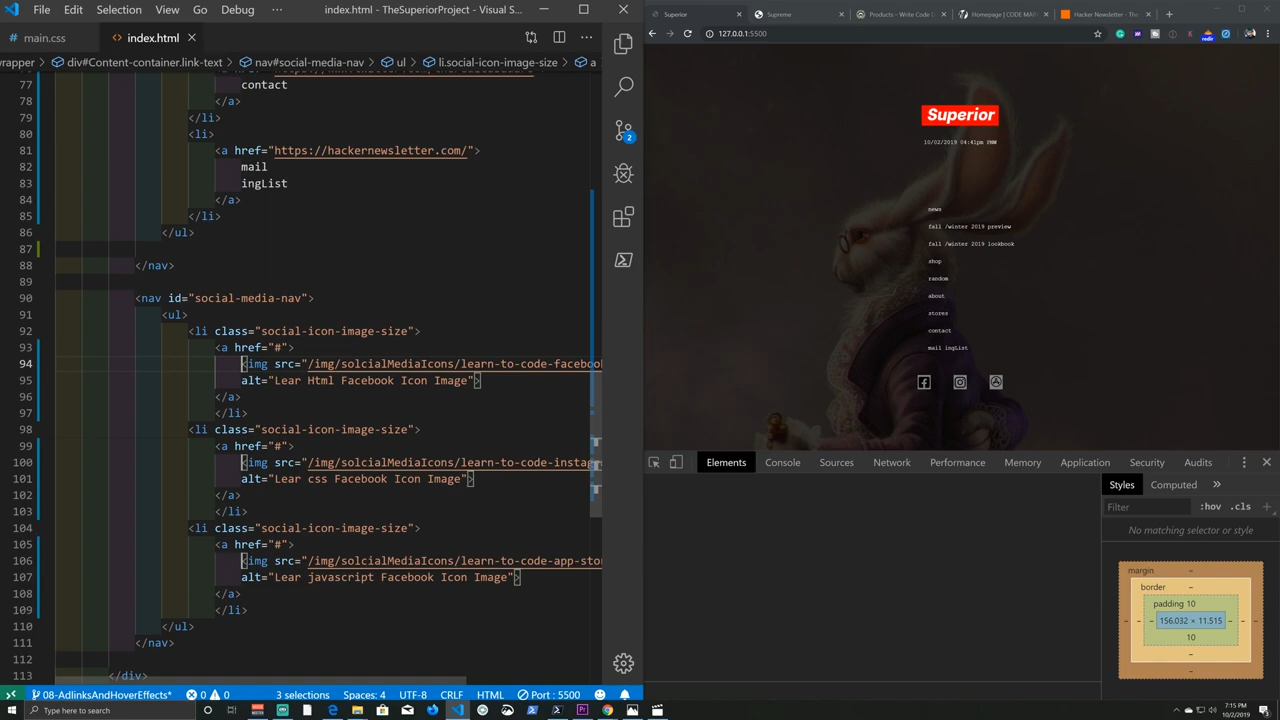 File Edit Selection View Go Debug ... index.html - TheSuperiorProject - Visual S...
main.css index.html
rapper > div#Content-container.link-text > nav#social-media-nav > ul > li.social-icon-image-size > a
77
contact
78 </a>
79 </li>
80 <li>
81 <a href="https://hackernewsletter.com/">
82 mail
83 ingList
84 </a>
85 </li>
86 </ul>
87
88 </nav>
89
90 <nav id="social-media-nav">
91 <ul>
92 <li class="social-icon-image-size">
93 <a href="#">
94 <img src="/img/solcialMediaIcons/learn-to-code-facebook
95 alt="Lear Html Facebook Icon Image">
96 </a>
97 </li>
98 <li class="social-icon-image-size">
99 <a href="#">
100 <img src="/img/solcialMediaIcons/learn-to-code-instag
101 alt="Lear css Facebook Icon Image">
102 </a>
103 </li>
104 <li class="social-icon-image-size">
105 <a href="#">
106 <img src="/img/solcialMediaIcons/learn-to-code-app-sto
107 alt="Lear javascript Facebook Icon Image">
108 </a>
109 </li>
110 </ul>
111 </nav>
112
113 </div>
2
08-AdlinksAndHoverEffects* 0 0 3 selections Spaces: 4 UTF-8 CRLF HTML Port : 5500
Superior Supreme Products – Write Code D Homepage | CODE MAI Hacker Newsletter - The
127.0.0.1:5500
Superior
10/02/2019 04:41pm
news
fall /winter 2019 preview
fall /winter 2019 lookbook
shop
random
about
stores
contact
mail ingList
Elements Console Sources Network Performance Memory Application Security Audits
Styles Computed
Filter :hov .cls
No matching selector or style
margin –
border –
padding 10
– – 156.032 × 11.515 – –
10
–
–
Type here to search
7:15 PM
10/2/2019